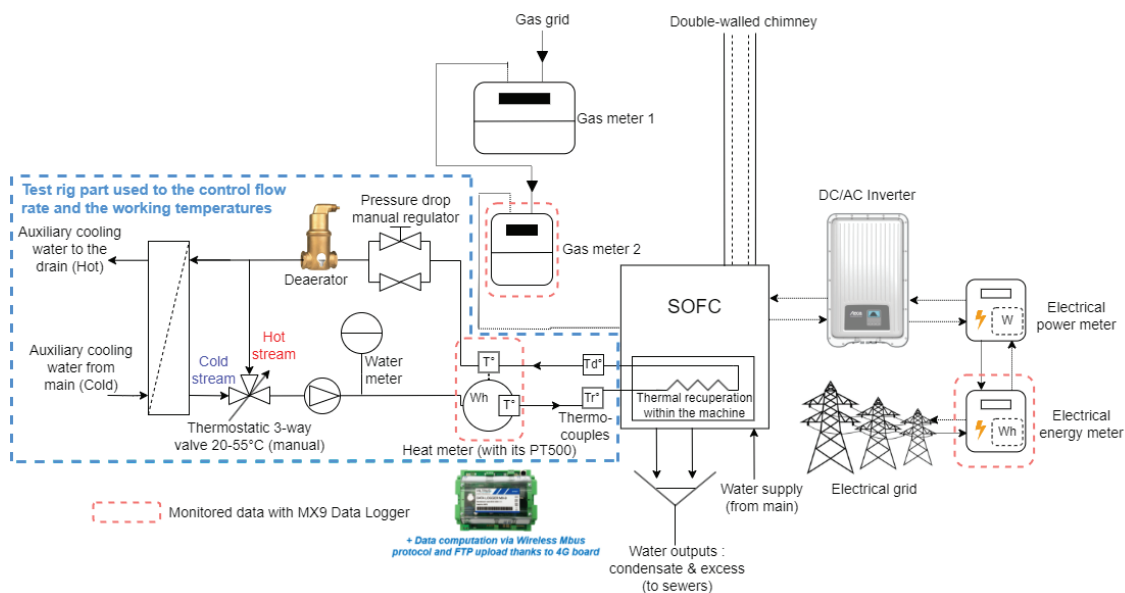 Gas grid
Double-walled chimney
Gas meter 1
Test rig part used to the control flow
rate and the working temperatures
Pressure drop
manual regulator
DC/AC Inverter
Auxiliary cooling
water to the
drain (Hot)
Deaerator
Gas meter 2
SOFC
W
Electrical
power meter
Hot
stream
Auxiliary cooling
water from
main (Cold)
Cold
stream
Water
meter
T°
Td°
Wh
T°
Tr°
Thermal recuperation
within the machine
Thermo-
couples
Wh
Electrical
energy meter
Thermostatic 3-way
valve 20-55°C (manual)
Heat meter (with its PT500)
Water supply
(from main)
Electrical grid
Monitored data with MX9 Data Logger
+ Data computation via Wireless Mbus
protocol and FTP upload thanks to 4G board
Water outputs :
condensate & excess
(to sewers)